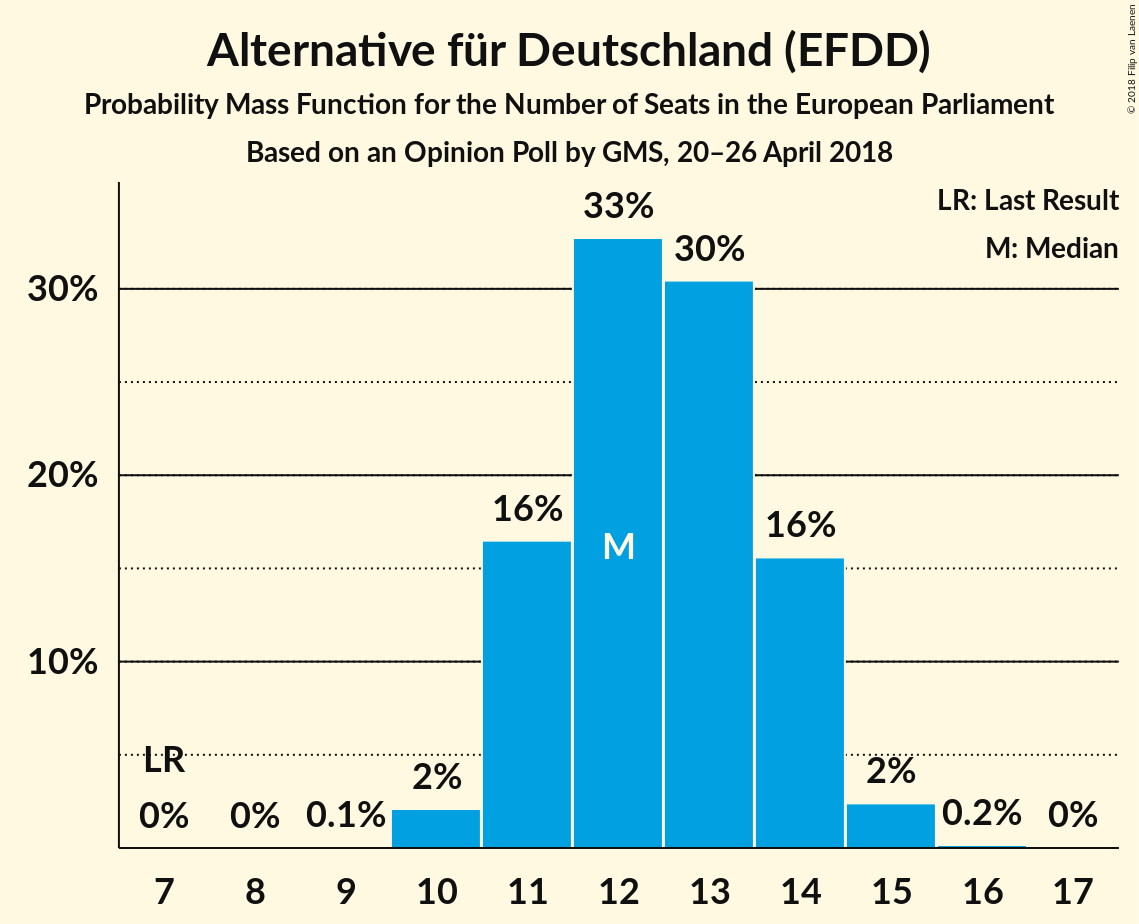 Alternative für Deutschland (EFDD)
Probability Mass Function for the Number of Seats in the European Parliament
Based on an Opinion Poll by GMS, 20–26 April 2018
© 2018 Filip van Laenen
LR: Last Result
M: Median
33%
30%
30%
20%
16%
16%
M
10%
LR
2%
2%
0%
0%
0.1%
0.2%
0%
7 8 9 10 11 12 13 14 15 16 17